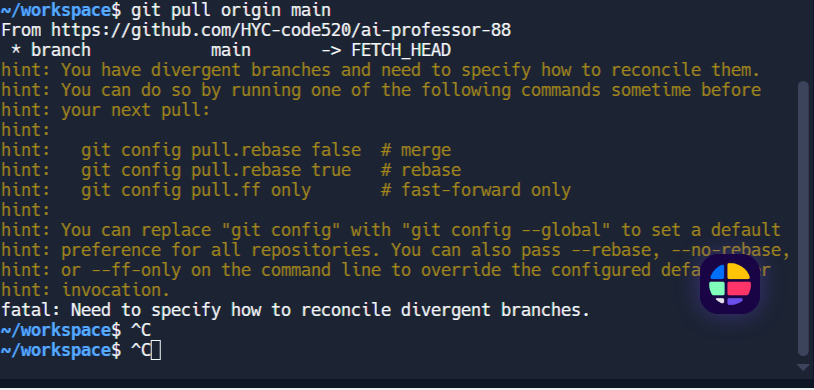 ~/workspace$ git pull origin main
From https://github.com/HYC-code520/ai-professor-88
 * branch            main       -> FETCH_HEAD
hint: You have divergent branches and need to specify how to reconcile them.
hint: You can do so by running one of the following commands sometime before
hint: your next pull:
hint:
hint:   git config pull.rebase false  # merge
hint:   git config pull.rebase true   # rebase
hint:   git config pull.ff only       # fast-forward only
hint:
hint: You can replace "git config" with "git config --global" to set a default
hint: preference for all repositories. You can also pass --rebase, --no-rebase,
hint: or --ff-only on the command line to override the configured
hint: invocation.
fatal: Need to specify how to reconcile divergent branches.
~/workspace$ ^C
~/workspace$ ^C